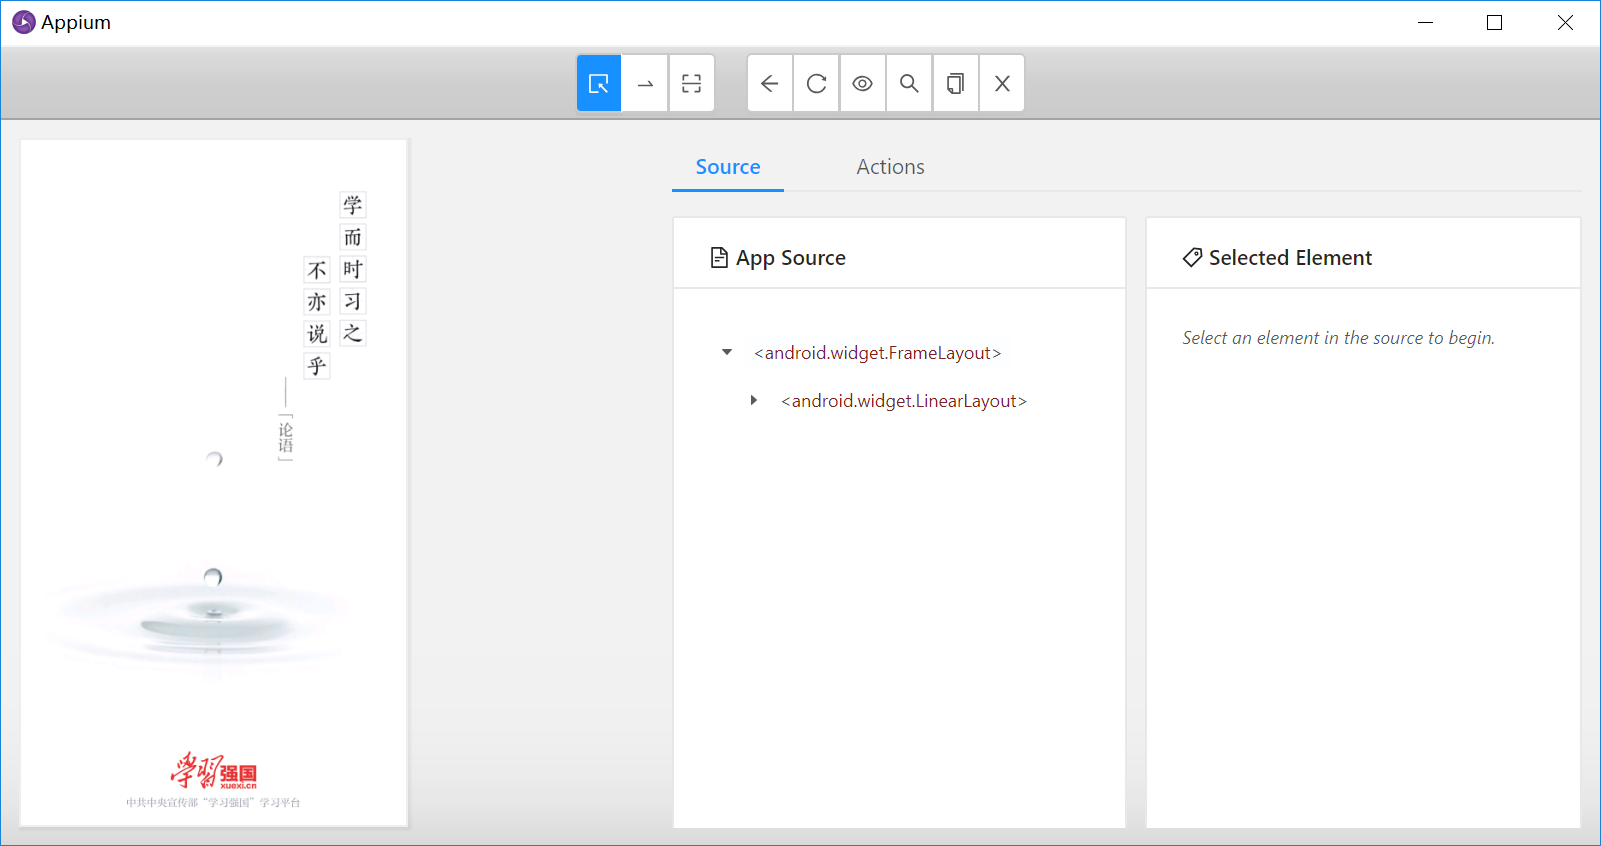 Appium
学而时习之
不亦说乎
——「论语」
学习强国
xuexi.cn
中共中央宣传部“学习强国”学习平台
Source
Actions
App Source
<android.widget.FrameLayout>
<android.widget.LinearLayout>
Selected Element
Select an element in the source to begin.